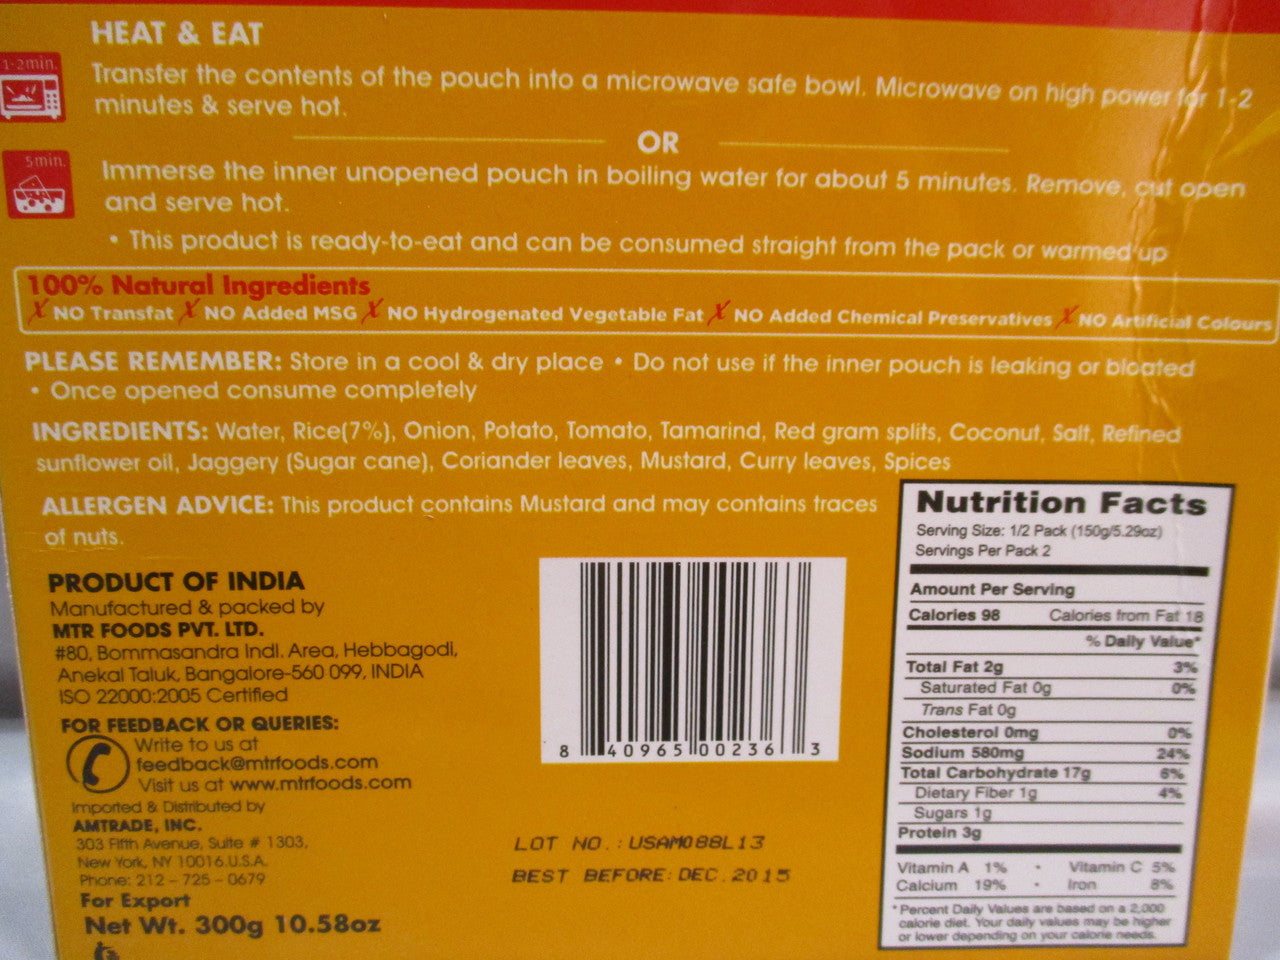 HEAT & EAT
1-2min.
Transfer the contents of the pouch into a microwave safe bowl. Microwave on high power for 1-2
minutes & serve hot.
OR
5min.
Immerse the inner unopened pouch in boiling water for about 5 minutes. Remove, cut open
and serve hot.
• This product is ready-to-eat and can be consumed straight from the pack or warmed up
100% Natural Ingredients
X NO Transfat X NO Added MSG X NO Hydrogenated Vegetable Fat X NO Added Chemical Preservatives X NO Artificial Colours
PLEASE REMEMBER: Store in a cool & dry place • Do not use if the inner pouch is leaking or bloated
• Once opened consume completely
INGREDIENTS: Water, Rice(7%), Onion, Potato, Tomato, Tamarind, Red gram splits, Coconut, Salt, Refined
sunflower oil, Jaggery (Sugar cane), Coriander leaves, Mustard, Curry leaves, Spices
ALLERGEN ADVICE: This product contains Mustard and may contains traces
of nuts.
PRODUCT OF INDIA
Manufactured & packed by
MTR FOODS PVT. LTD.
#80, Bommasandra Indl. Area, Hebbagodi,
Anekal Taluk, Bangalore-560 099, INDIA
ISO 22000:2005 Certified
FOR FEEDBACK OR QUERIES:
Write to us at
feedback@mtrfoods.com
Visit us at www.mtrfoods.com
Imported & Distributed by
AMTRADE, INC.
303 Fifth Avenue, Suite # 1303,
New York, NY 10016.U.S.A.
Phone: 212 – 725 – 0679
For Export
Net Wt. 300g 10.58oz
8 40965 00236 3
LOT NO.: USAM088L13
BEST BEFORE: DEC.2015
Nutrition Facts
Serving Size: 1/2 Pack (150g/5.29oz)
Servings Per Pack 2
Amount Per Serving
Calories 98 Calories from Fat 18
% Daily Value*
Total Fat 2g 3%
Saturated Fat 0g 0%
Trans Fat 0g
Cholesterol 0mg 0%
Sodium 580mg 24%
Total Carbohydrate 17g 6%
Dietary Fiber 1g 4%
Sugars 1g
Protein 3g
Vitamin A 1% • Vitamin C 5%
Calcium 19% • Iron 8%
*Percent Daily Values are based on a 2,000
calorie diet. Your daily values may be higher
or lower depending on your calorie needs.